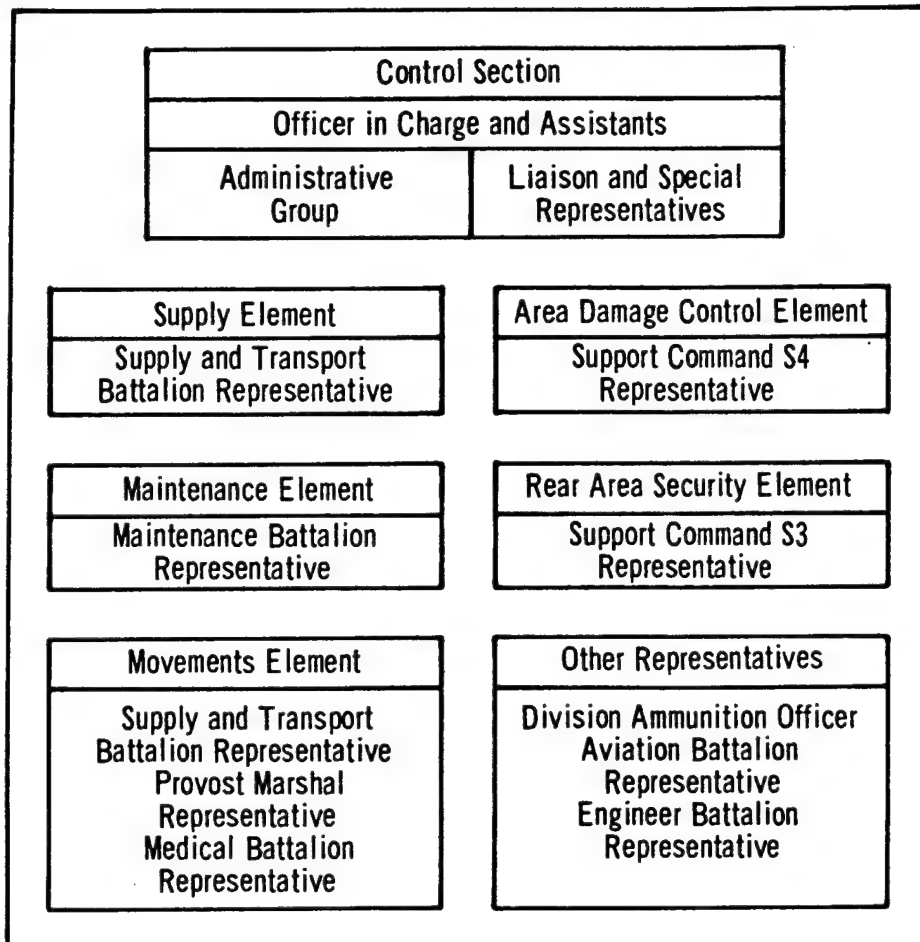 Control Section
Officer in Charge and Assistants
Administrative
Group
Liaison and Special
Representatives
Supply Element
Supply and Transport
Battalion Representative
Area Damage Control Element
Support Command S4
Representative
Maintenance Element
Maintenance Battalion
Representative
Rear Area Security Element
Support Command S3
Representative
Movements Element
Supply and Transport
Battalion Representative
Provost Marshal
Representative
Medical Battalion
Representative
Other Representatives
Division Ammunition Officer
Aviation Battalion
Representative
Engineer Battalion
Representative